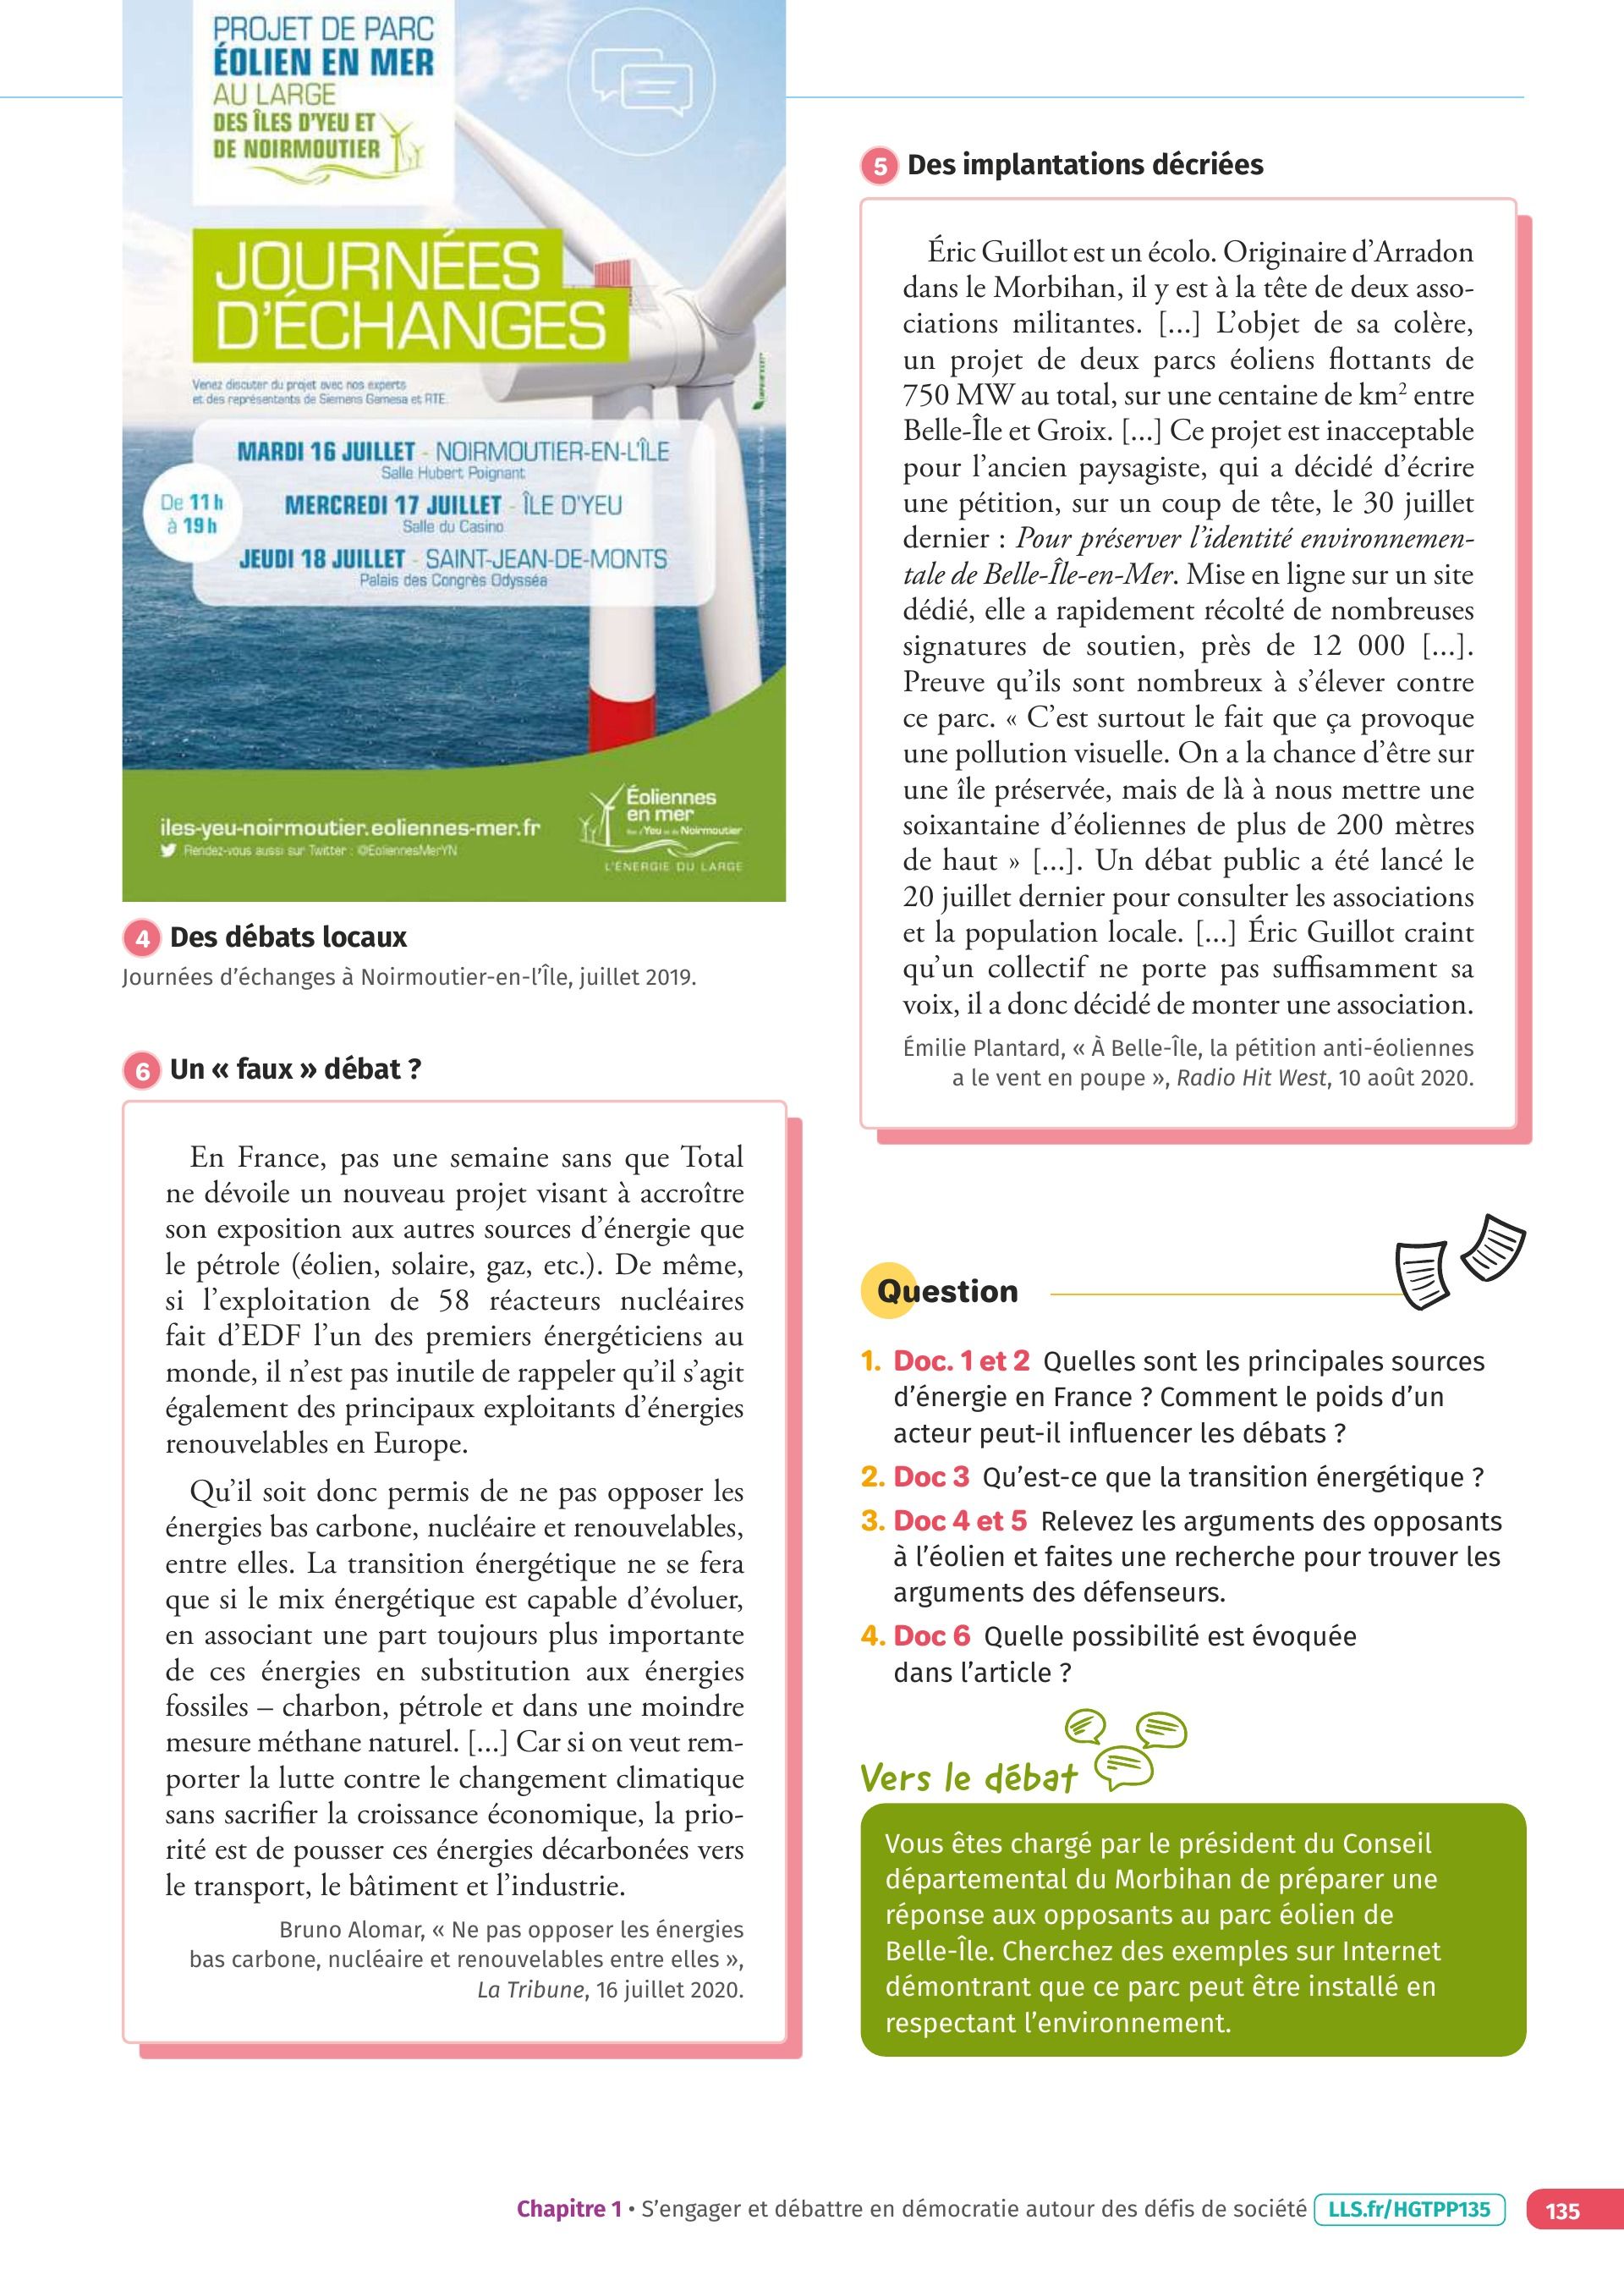 PROJET DE PARC
ÉOLIEN EN MER
AU LARGE
DES ÎLES D'YEU ET
DE NOIRMOUTIER
JOURNÉES
D'ÉCHANGES
Venez discuter du projet avec nos experts
et des représentants de Siemens Gamesa et RTE.
MARDI 16 JUILLET - NOIRMOUTIER-EN-L'ÎLE
Salle Hubert Poignant
De 11h
à 19h
MERCREDI 17 JUILLET - ÎLE D'YEU
Salle du Casino
JEUDI 18 JUILLET - SAINT-JEAN-DE-MONTS
Palais des Congrès Odysséa
iles-yeu-noirmoutier.eoliennes-mer.fr
Rendez-vous aussi sur Twitter : @EoliennesMerYN
Éoliennes
en mer
Yeu Noirmoutier
L'ÉNERGIE DU LARGE
4 Des débats locaux
Journées d'échanges à Noirmoutier-en-l'Île, juillet 2019.
6 Un « faux » débat ?
En France, pas une semaine sans que Total
ne dévoile un nouveau projet visant à accroître
son exposition aux autres sources d'énergie que
le pétrole (éolien, solaire, gaz, etc.). De même,
si l'exploitation de 58 réacteurs nucléaires
fait d'EDF l'un des premiers énergéticiens au
monde, il n'est pas inutile de rappeler qu'il s'agit
également des principaux exploitants d'énergies
renouvelables en Europe.
Qu'il soit donc permis de ne pas opposer les
énergies bas carbone, nucléaire et renouvelables,
entre elles. La transition énergétique ne se fera
que si le mix énergétique est capable d'évoluer,
en associant une part toujours plus importante
de ces énergies en substitution aux énergies
fossiles – charbon, pétrole et dans une moindre
mesure méthane naturel. [...] Car si on veut rem-
porter la lutte contre le changement climatique
sans sacrifier la croissance économique, la prio-
rité est de pousser ces énergies décarbonées vers
le transport, le bâtiment et l'industrie.
Bruno Alomar, « Ne pas opposer les énergies
bas carbone, nucléaire et renouvelables entre elles »,
La Tribune, 16 juillet 2020.
5 Des implantations décriées
Éric Guillot est un écolo. Originaire d'Arradon
dans le Morbihan, il y est à la tête de deux asso-
ciations militantes. [...] L'objet de sa colère,
un projet de deux parcs éoliens flottants de
750 MW au total, sur une centaine de km² entre
Belle-Île et Groix. [...] Ce projet est inacceptable
pour l'ancien paysagiste, qui a décidé d'écrire
une pétition, sur un coup de tête, le 30 juillet
dernier : Pour préserver l'identité environnemen-
tale de Belle-Île-en-Mer. Mise en ligne sur un site
dédié, elle a rapidement récolté de nombreuses
signatures de soutien, près de 12 000 [...].
Preuve qu'ils sont nombreux à s'élever contre
ce parc. « C'est surtout le fait que ça provoque
une pollution visuelle. On a la chance d'être sur
une île préservée, mais de là à nous mettre une
soixantaine d'éoliennes de plus de 200 mètres
de haut » [...]. Un débat public a été lancé le
20 juillet dernier pour consulter les associations
et la population locale. [...] Éric Guillot craint
qu'un collectif ne porte pas suffisamment sa
voix, il a donc décidé de monter une association.
Émilie Plantard, « À Belle-Île, la pétition anti-éoliennes
a le vent en poupe », Radio Hit West, 10 août 2020.
Question
1. Doc. 1 et 2 Quelles sont les principales sources
d'énergie en France ? Comment le poids d'un
acteur peut-il influencer les débats ?
2. Doc 3 Qu'est-ce que la transition énergétique ?
3. Doc 4 et 5 Relevez les arguments des opposants
à l'éolien et faites une recherche pour trouver les
arguments des défenseurs.
4. Doc 6 Quelle possibilité est évoquée
dans l'article ?
Vers le débat
Vous êtes chargé par le président du Conseil
départemental du Morbihan de préparer une
réponse aux opposants au parc éolien de
Belle-Île. Cherchez des exemples sur Internet
démontrant que ce parc peut être installé en
respectant l'environnement.
Chapitre 1 • S'engager et débattre en démocratie autour des défis de société LLS.fr/HGTPP135 135